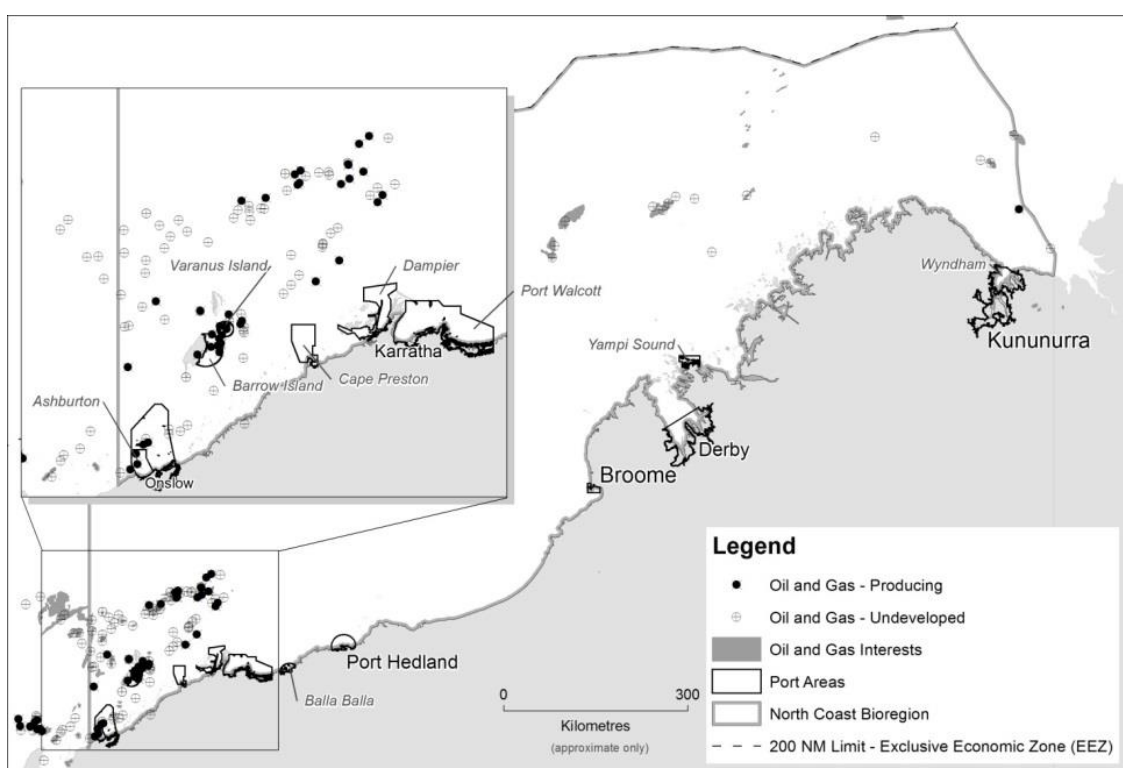 Varanus Island
Dampier
Port Walcott
Karratha
Barrow Island
Cape Preston
Ashburton
Onslow
Wyndham
Kununurra
Yampi Sound
Derby
Broome
Port Hedland
Balla Balla
0
300
Kilometres
(approximate only)
Legend
Oil and Gas - Producing
Oil and Gas - Undeveloped
Oil and Gas Interests
Port Areas
North Coast Bioregion
200 NM Limit - Exclusive Economic Zone (EEZ)